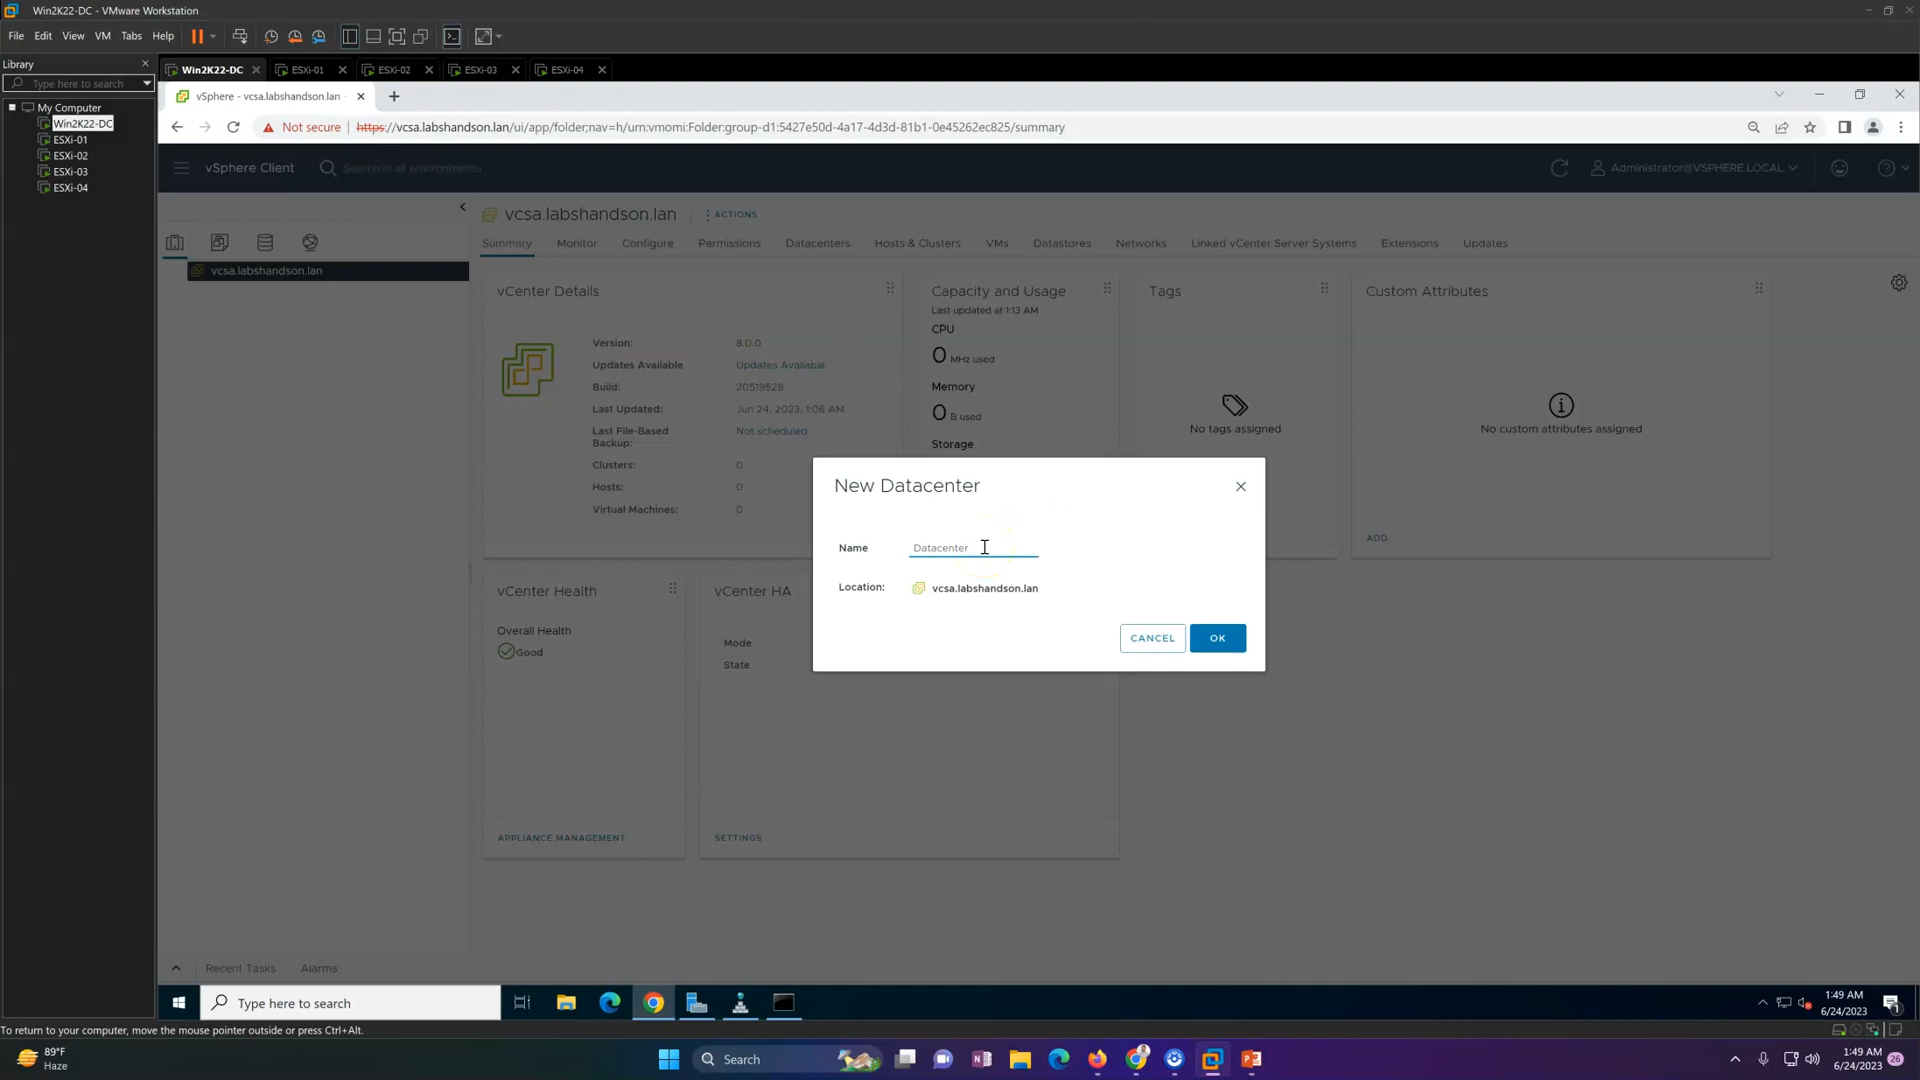 Win2K22-DC - VMware Workstation
File Edit View VM Tabs Help
Library
Type here to search
My Computer
Win2K22-DC
ESXi-01
ESXi-02
ESXi-03
ESXi-04
Win2K22-DC ESXi-01 ESXi-02 ESXi-03 ESXi-04
vSphere - vcsa.labshandson.lan -
Not secure https://vcsa.labshandson.lan/ui/app/folder;nav=h/urn:vmomi:Folder:group-d1:5427e50d-4a17-4d3d-81b1-0e45262ec825/summary
vSphere Client Search in all environments Administrator@VSPHERE.LOCAL
vcsa.labshandson.lan
vcsa.labshandson.lan ACTIONS
Summary Monitor Configure Permissions Datacenters Hosts & Clusters VMs Datastores Networks Linked vCenter Server Systems Extensions Updates
vCenter Details
Version: 8.0.0
Updates Available Updates Available
Build: 20519528
Last Updated: Jun 24, 2023, 1:06 AM
Last File-Based Not scheduled
Backup:
Clusters: 0
Hosts: 0
Virtual Machines: 0
Capacity and Usage
Last updated at 1:13 AM
CPU
0 MHz used
Memory
0 B used
Storage
Tags
No tags assigned
Custom Attributes
No custom attributes assigned
ADD
New Datacenter
Name Datacenter
Location: vcsa.labshandson.lan
CANCEL OK
vCenter Health
Overall Health
Good
APPLIANCE MANAGEMENT
vCenter HA
Mode
State
SETTINGS
Recent Tasks Alarms
Type here to search
1:49 AM
6/24/2023
1
To return to your computer, move the mouse pointer outside or press Ctrl+Alt.
89°F
Haze
Search
1:49 AM
6/24/2023
26